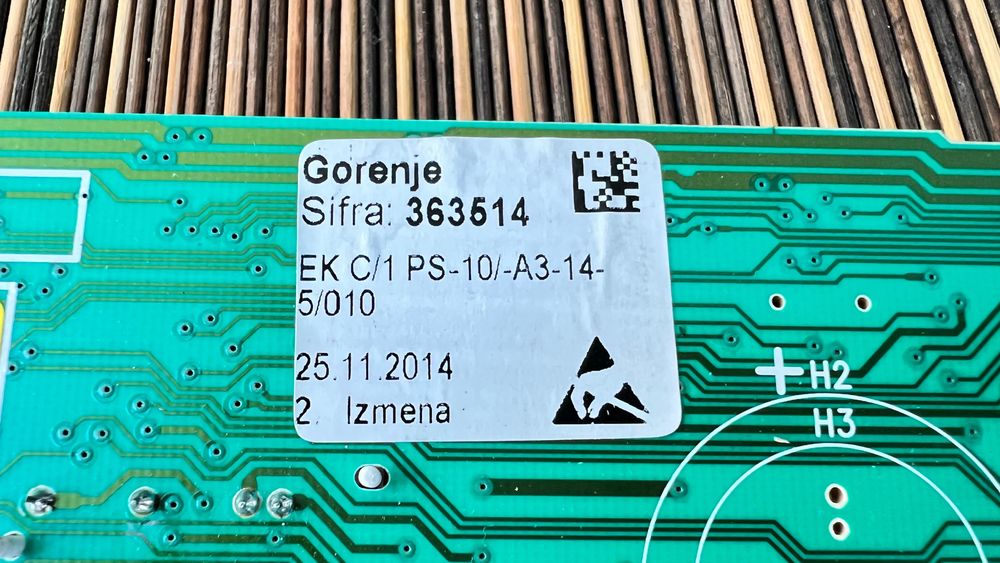 Gorenje
Sifra: 363514
EK C/1 PS-10/-A3-14-
5/010
25.11.2014
2. Izmena
+H2
H3